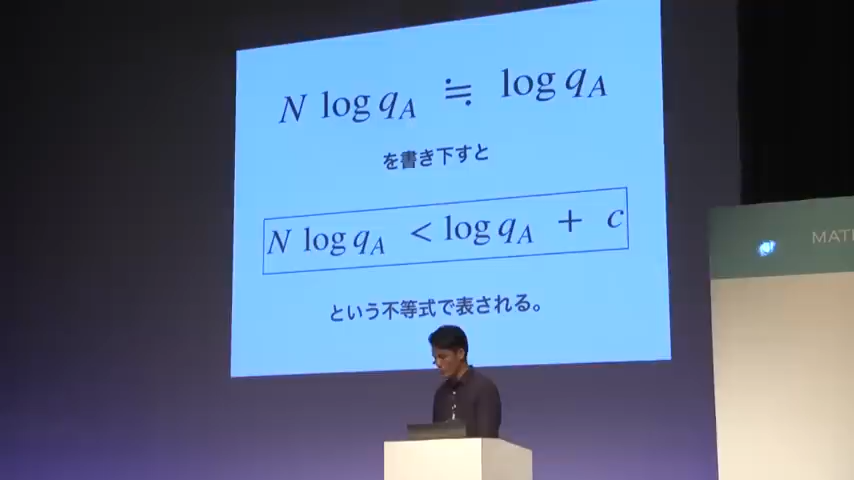 N log q_A ≒ log q_A
を書き下すと
N log q_A < log q_A + c
という不等式で表される。
MAT